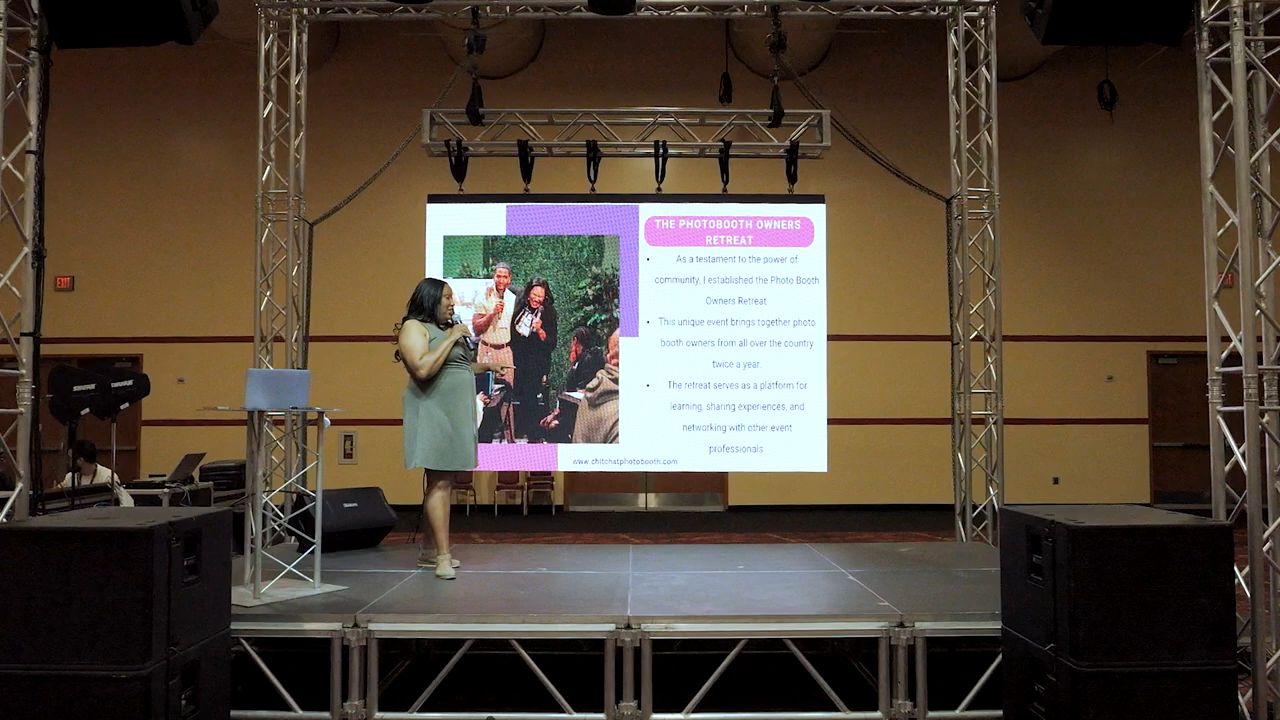 THE PHOTOBOOTH OWNERS
RETREAT
• As a testament to the power of
community, I established the Photo Booth
Owners Retreat
• This unique event brings together photo
booth owners from all over the country
twice a year.
• The retreat serves as a platform for
learning, sharing experiences, and
networking with other event
professionals
www.chitchatphotobooth.com
EXIT